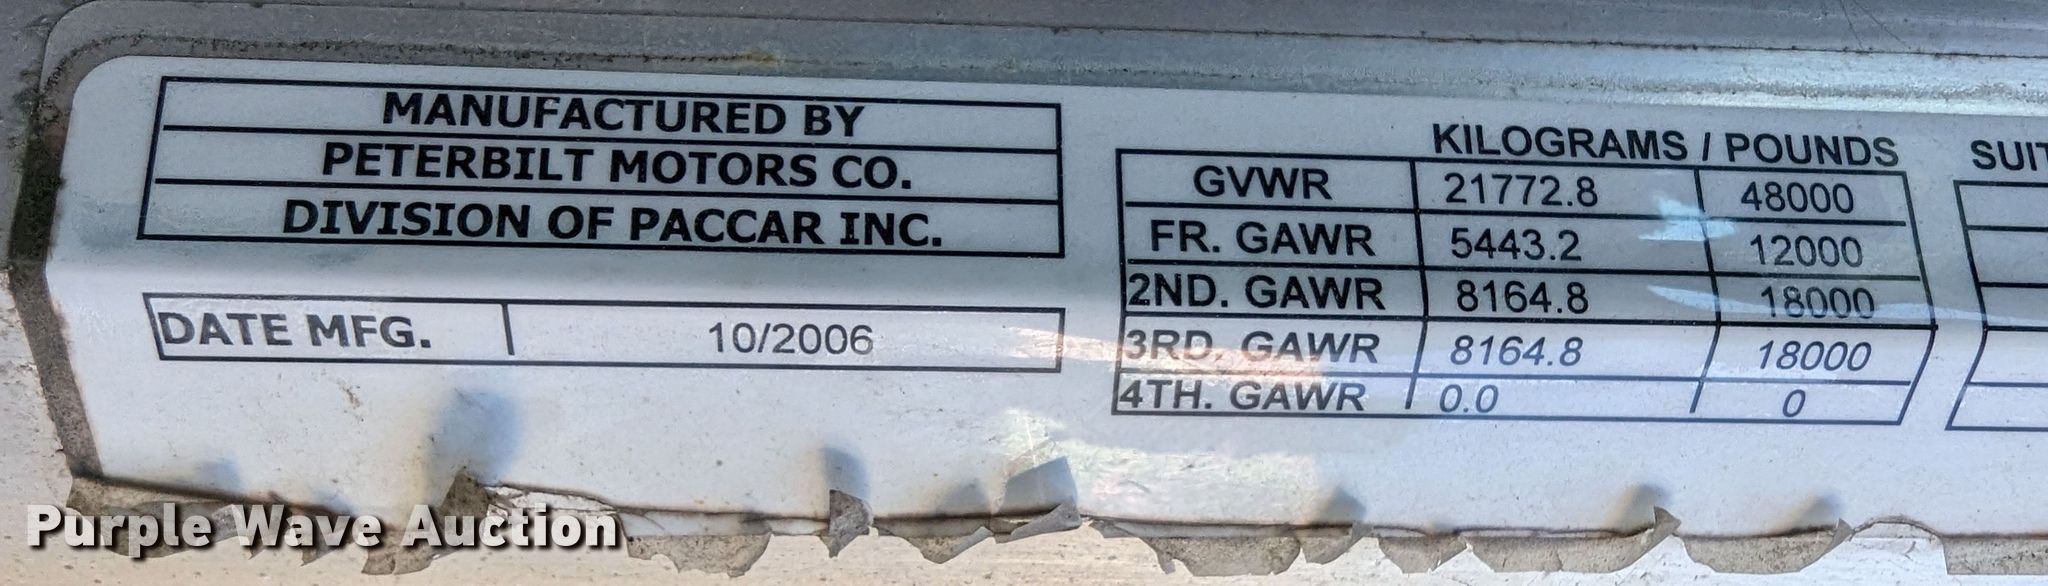 MANUFACTURED BY
PETERBILT MOTORS CO.
DIVISION OF PACCAR INC.
DATE MFG. 10/2006
KILOGRAMS / POUNDS
GVWR 21772.8 48000
FR. GAWR 5443.2 12000
2ND. GAWR 8164.8 18000
3RD. GAWR 8164.8 18000
4TH. GAWR 0.0 0
SUIT
Purple Wave Auction